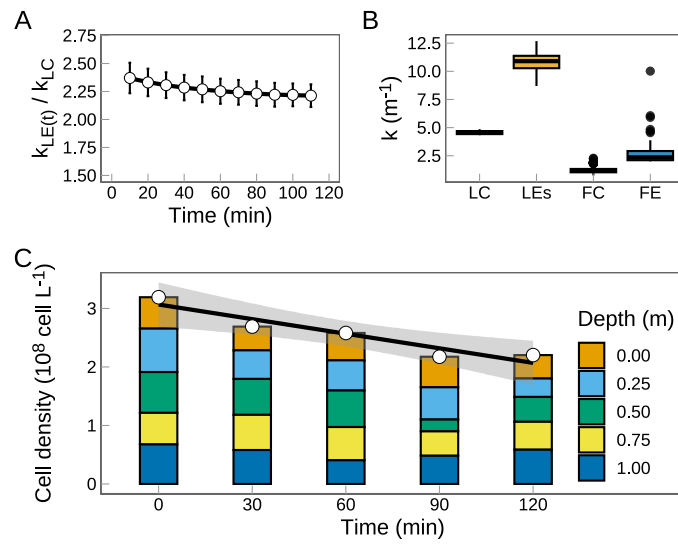 A
k_LE(t) / k_LC
2.75
2.50
2.25
2.00
1.75
1.50
0 20 40 60 80 100 120
Time (min)
B
k (m⁻¹)
12.5
10.0
7.5
5.0
2.5
LC LEs FC FE
C
Cell density (10⁸ cell L⁻¹)
3
2
1
0
0 30 60 90 120
Time (min)
Depth (m)
0.00
0.25
0.50
0.75
1.00